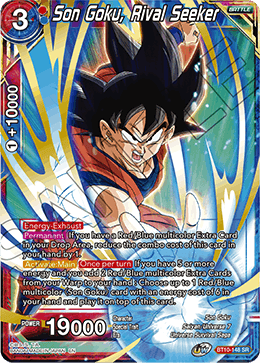 3
Son Goku, Rival Seeker
BATTLE
1 +10000
Energy-Exhaust
Permanent If you have a Red/Blue multicolor Extra Card
in your Drop Area, reduce the combo cost of this card in
your hand by 1.
Activate: Main Once per turn If you have 5 or more
energy and you add 2 Red/Blue multicolor Extra Cards
from your Warp to your hand: Choose up to 1 Red/Blue
multicolor ‹Son Goku› card with an energy cost of 6 in
your hand and play it on top of this card.
POWER 19000
Character Son Goku
Special Trait Saiyan/Universe 7
Era Universe Survival Saga
BT10-148 SR